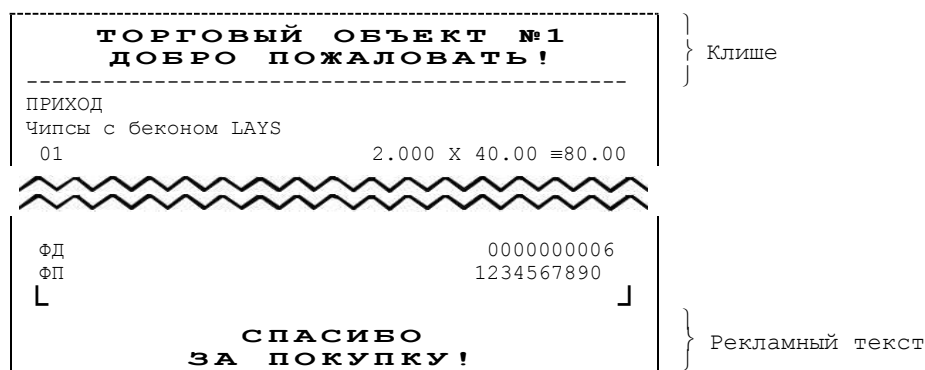 ТОРГОВЫЙ ОБЪЕКТ №1
ДОБРО ПОЖАЛОВАТЬ!
Клише
ПРИХОД
Чипсы с беконом LAYS
01 2.000 X 40.00 ≡80.00
ФД 0000000006
ФП 1234567890
СПАСИБО
ЗА ПОКУПКУ!
Рекламный текст